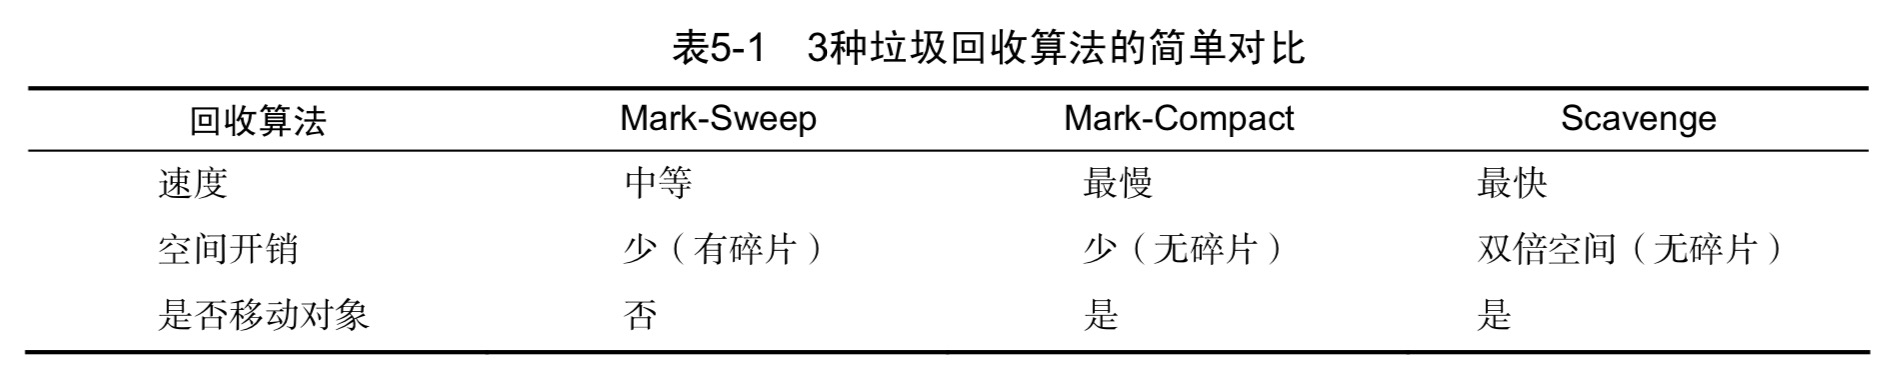 表5-1 3种垃圾回收算法的简单对比
回收算法 Mark-Sweep Mark-Compact Scavenge
速度 中等 最慢 最快
空间开销 少（有碎片） 少（无碎片） 双倍空间（无碎片）
是否移动对象 否 是 是